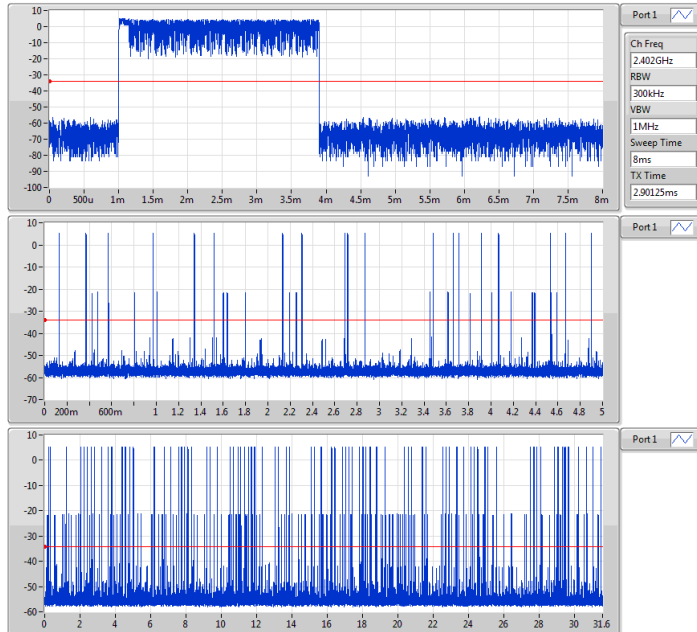 10
0
-10
-20
-30
-40
-50
-60
-70
-80
-90
-100
0 500u 1m 1.5m 2m 2.5m 3m 3.5m 4m 4.5m 5m 5.5m 6m 6.5m 7m 7.5m 8m
Port 1
Ch Freq
2.402GHz
RBW
300kHz
VBW
1MHz
Sweep Time
8ms
TX Time
2.90125ms
10
0
-10
-20
-30
-40
-50
-60
-70
0 200m 600m 1 1.2 1.4 1.6 1.8 2 2.2 2.4 2.6 2.8 3 3.2 3.4 3.6 3.8 4 4.2 4.4 4.6 4.8 5
Port 1
10
0
-10
-20
-30
-40
-50
-60
0 2 4 6 8 10 12 14 16 18 20 22 24 26 28 30 31.6
Port 1